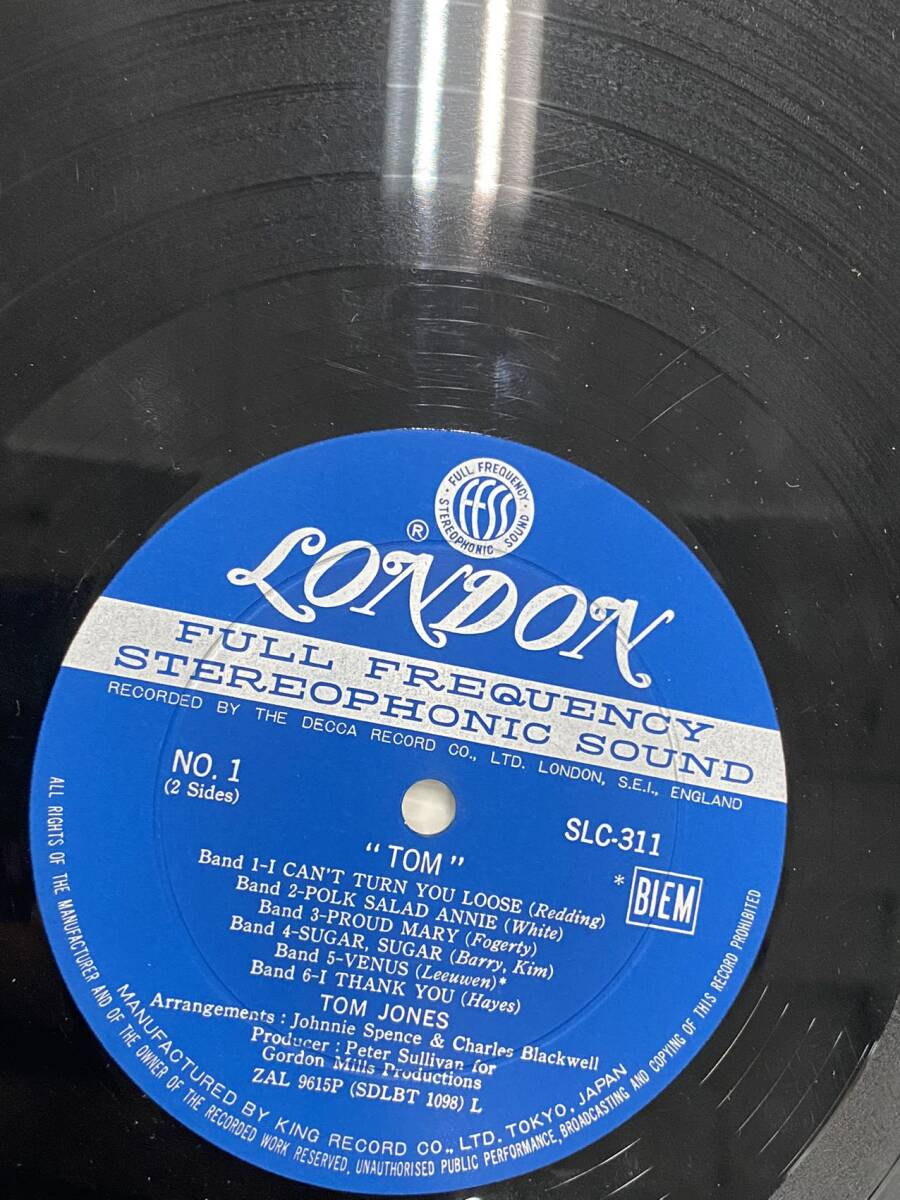 · FULL FREQUENCY ·
STEREOPHONIC SOUND
FFSS
®
LONDON
FULL FREQUENCY
STEREOPHONIC SOUND
RECORDED BY THE DECCA RECORD CO., LTD. LONDON, S.E.I., ENGLAND
NO. 1
(2 Sides)
SLC-311
* BIEM
"TOM"
Band 1-I CAN'T TURN YOU LOOSE (Redding)
Band 2-POLK SALAD ANNIE (White)
Band 3-PROUD MARY (Fogerty)
Band 4-SUGAR, SUGAR (Barry, Kim)
Band 5-VENUS (Leeuwen)*
Band 6-I THANK YOU (Hayes)
TOM JONES
Arrangements : Johnnie Spence & Charles Blackwell
Producer : Peter Sullivan for
Gordon Mills Productions
ZAL 9615P (SDLBT 1098) L
MANUFACTURED BY KING RECORD CO., LTD. TOKYO, JAPAN
ALL RIGHTS OF THE MANUFACTURER AND OF THE OWNER OF THE RECORDED WORK RESERVED, UNAUTHORISED PUBLIC PERFORMANCE, BROADCASTING AND COPYING OF THIS RECORD PROHIBITED